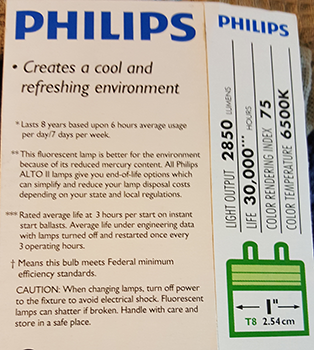 PHILIPS
• Creates a cool and
refreshing environment
* Lasts 8 years based upon 6 hours average usage
per day/7 days per week.
** This fluorescent lamp is better for the environment
because of its reduced mercury content. All Philips
ALTO II lamps give you end-of-life options which
can simplify and reduce your lamp disposal costs
depending on your state and local regulations.
*** Rated average life at 3 hours per start on instant
start ballasts. Average life under engineering data
with lamps turned off and restarted once every
3 operating hours.
† Means this bulb meets Federal minimum
efficiency standards.
CAUTION: When changing lamps, turn off power
to the fixture to avoid electrical shock. Fluorescent
lamps can shatter if broken. Handle with care and
store in a safe place.
PHILIPS
LIGHT OUTPUT 2850 LUMENS
LIFE 30,000*** HOURS
COLOR RENDERING INDEX 75
COLOR TEMPERATURE 6500K
1"
T8 2.54cm